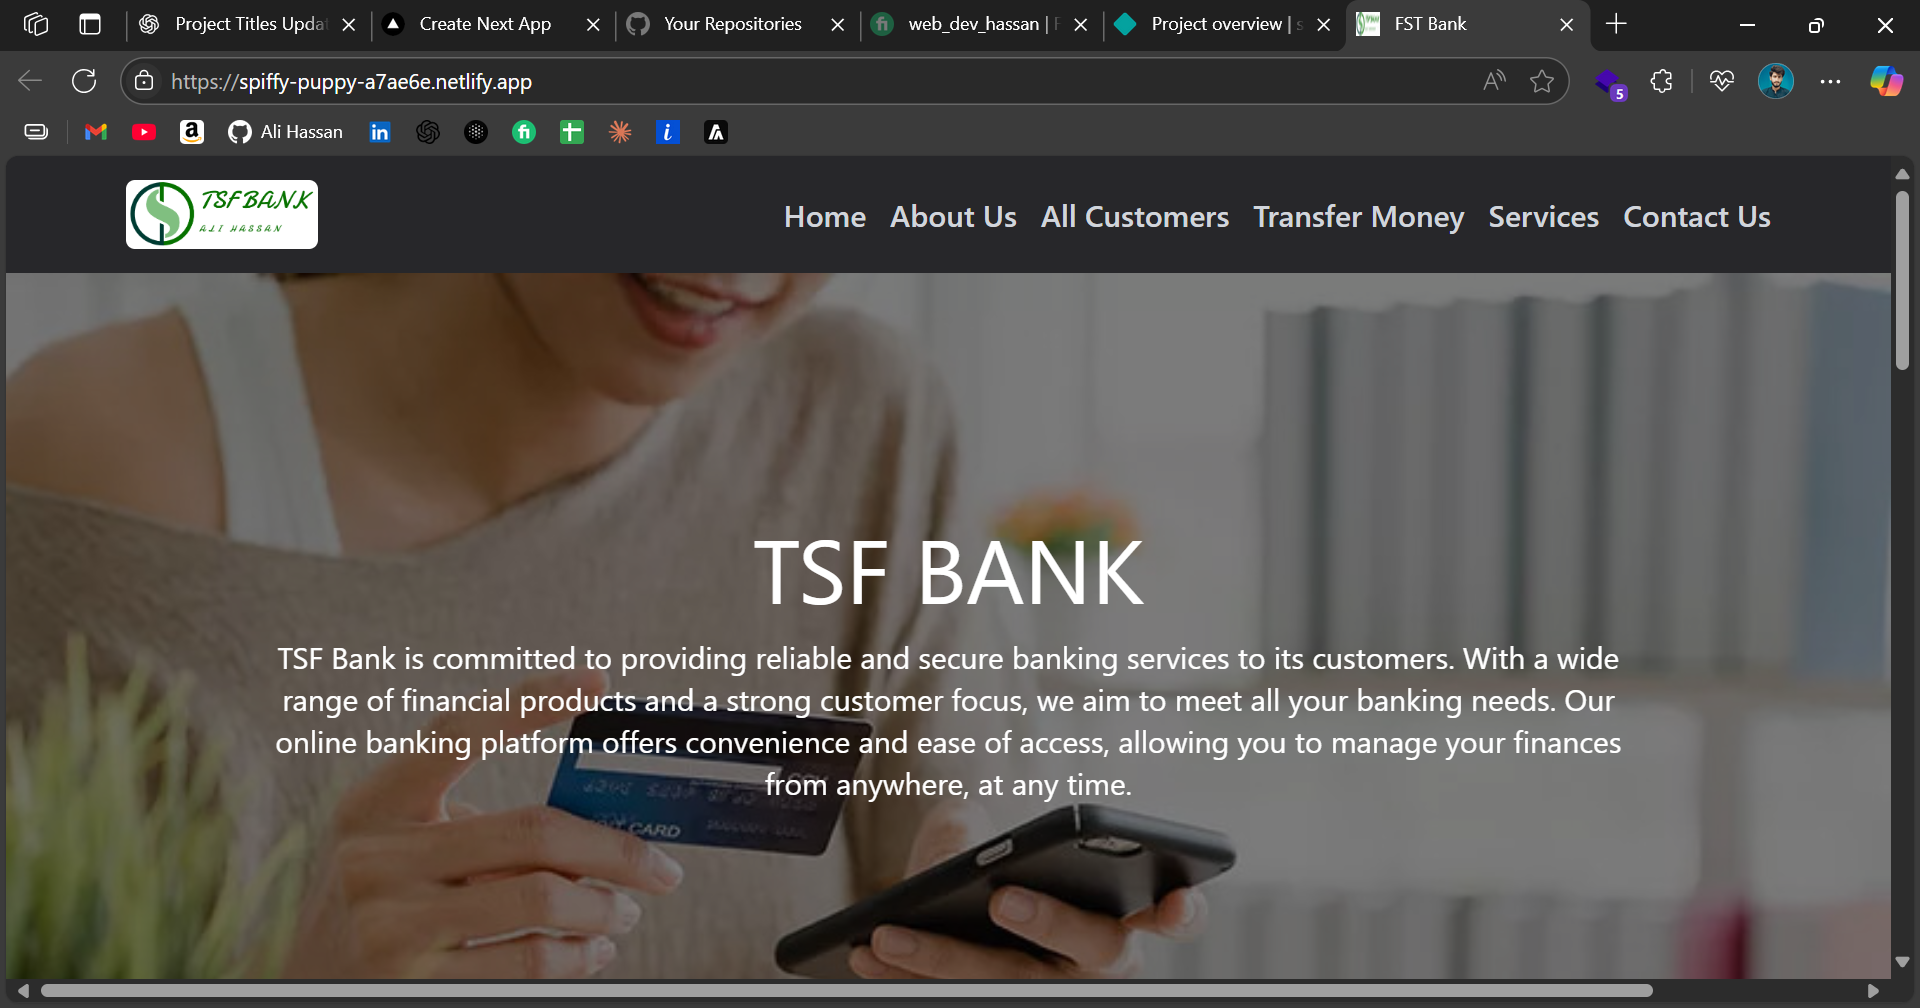 Project Titles Updat
Create Next App
Your Repositories
web_dev_hassan | F
Project overview | s
FST Bank
https://spiffy-puppy-a7ae6e.netlify.app
5
Ali Hassan
TSF BANK
ALI HASSAN
Home
About Us
All Customers
Transfer Money
Services
Contact Us
TSF BANK
TSF Bank is committed to providing reliable and secure banking services to its customers. With a wide
range of financial products and a strong customer focus, we aim to meet all your banking needs. Our
online banking platform offers convenience and ease of access, allowing you to manage your finances
from anywhere, at any time.
CARD